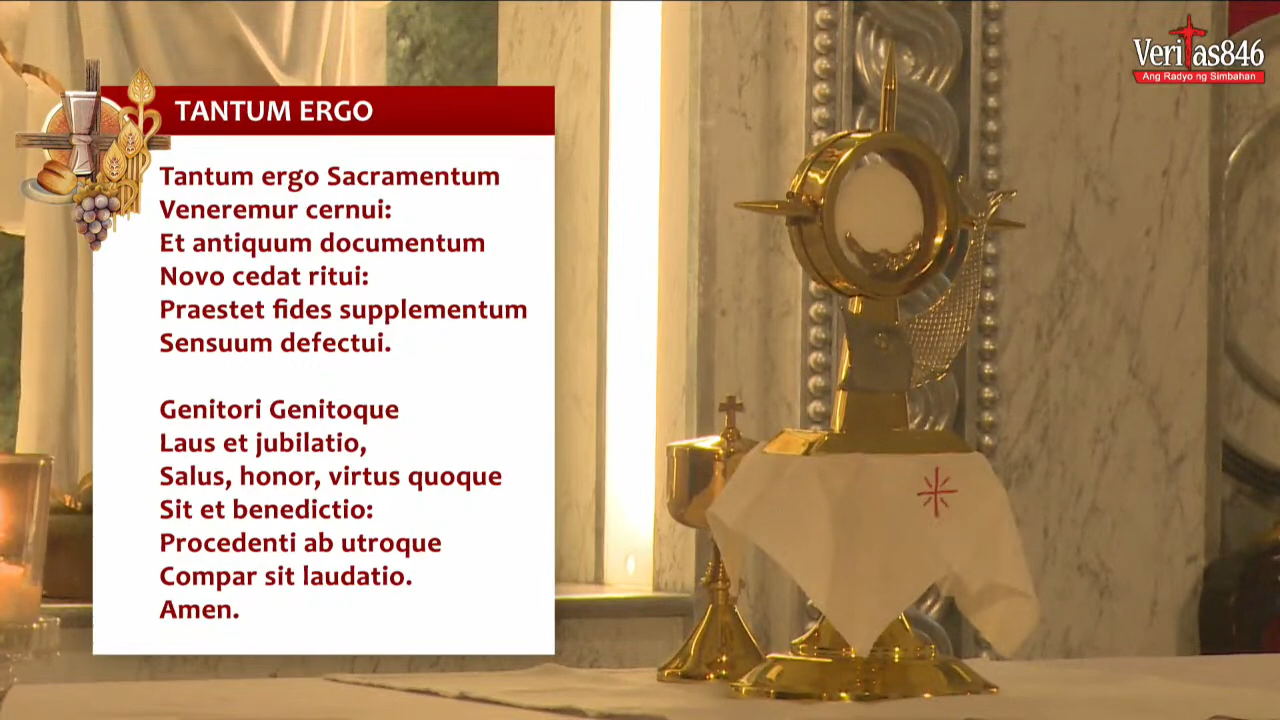 TANTUM ERGO
Tantum ergo Sacramentum
Veneremur cernui:
Et antiquum documentum
Novo cedat ritui:
Praestet fides supplementum
Sensuum defectui.
Genitori Genitoque
Laus et jubilatio,
Salus, honor, virtus quoque
Sit et benedictio:
Procedenti ab utroque
Compar sit laudatio.
Amen.
Veritas846
Ang Radyo ng Simbahan